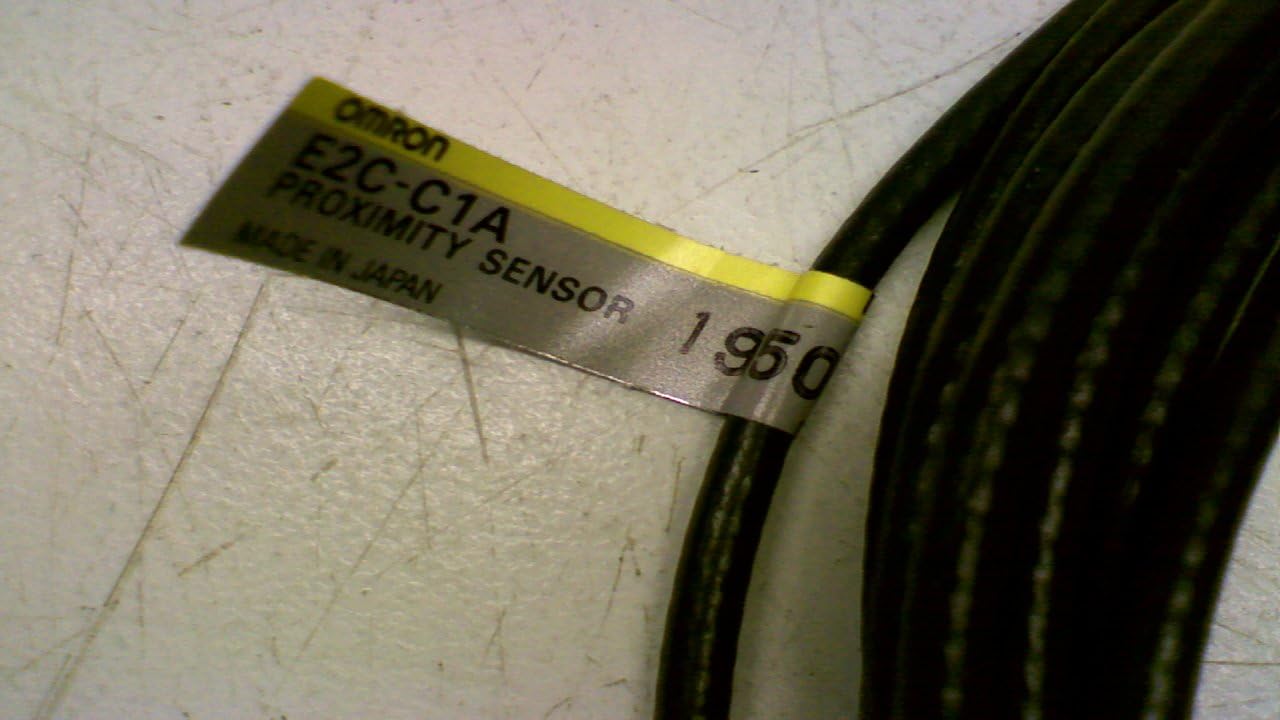 OMRON
E2C-C1A
PROXIMITY SENSOR 1950
MADE IN JAPAN